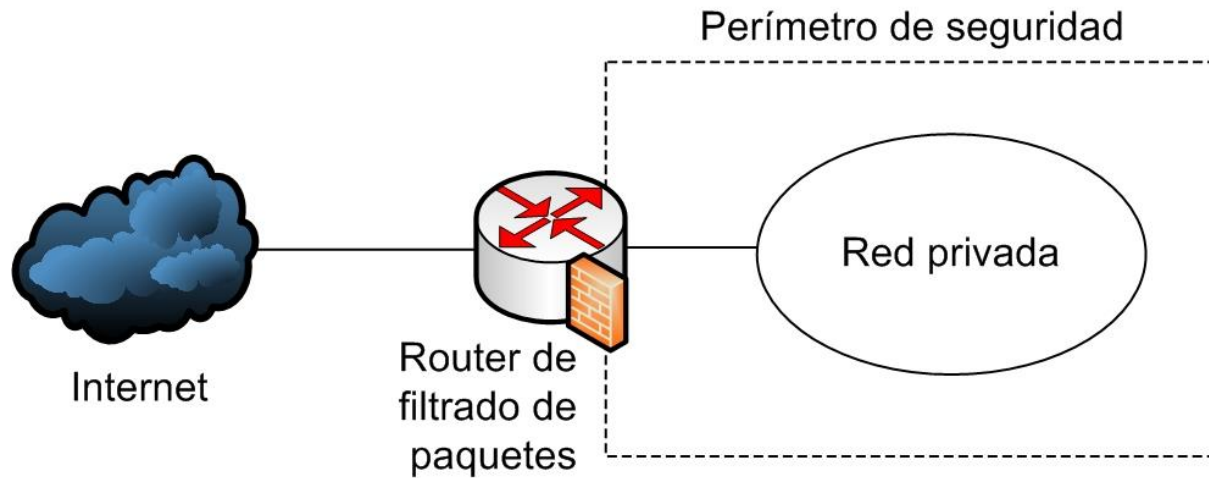 Perímetro de seguridad
Red privada
Internet
Router de
filtrado de
paquetes